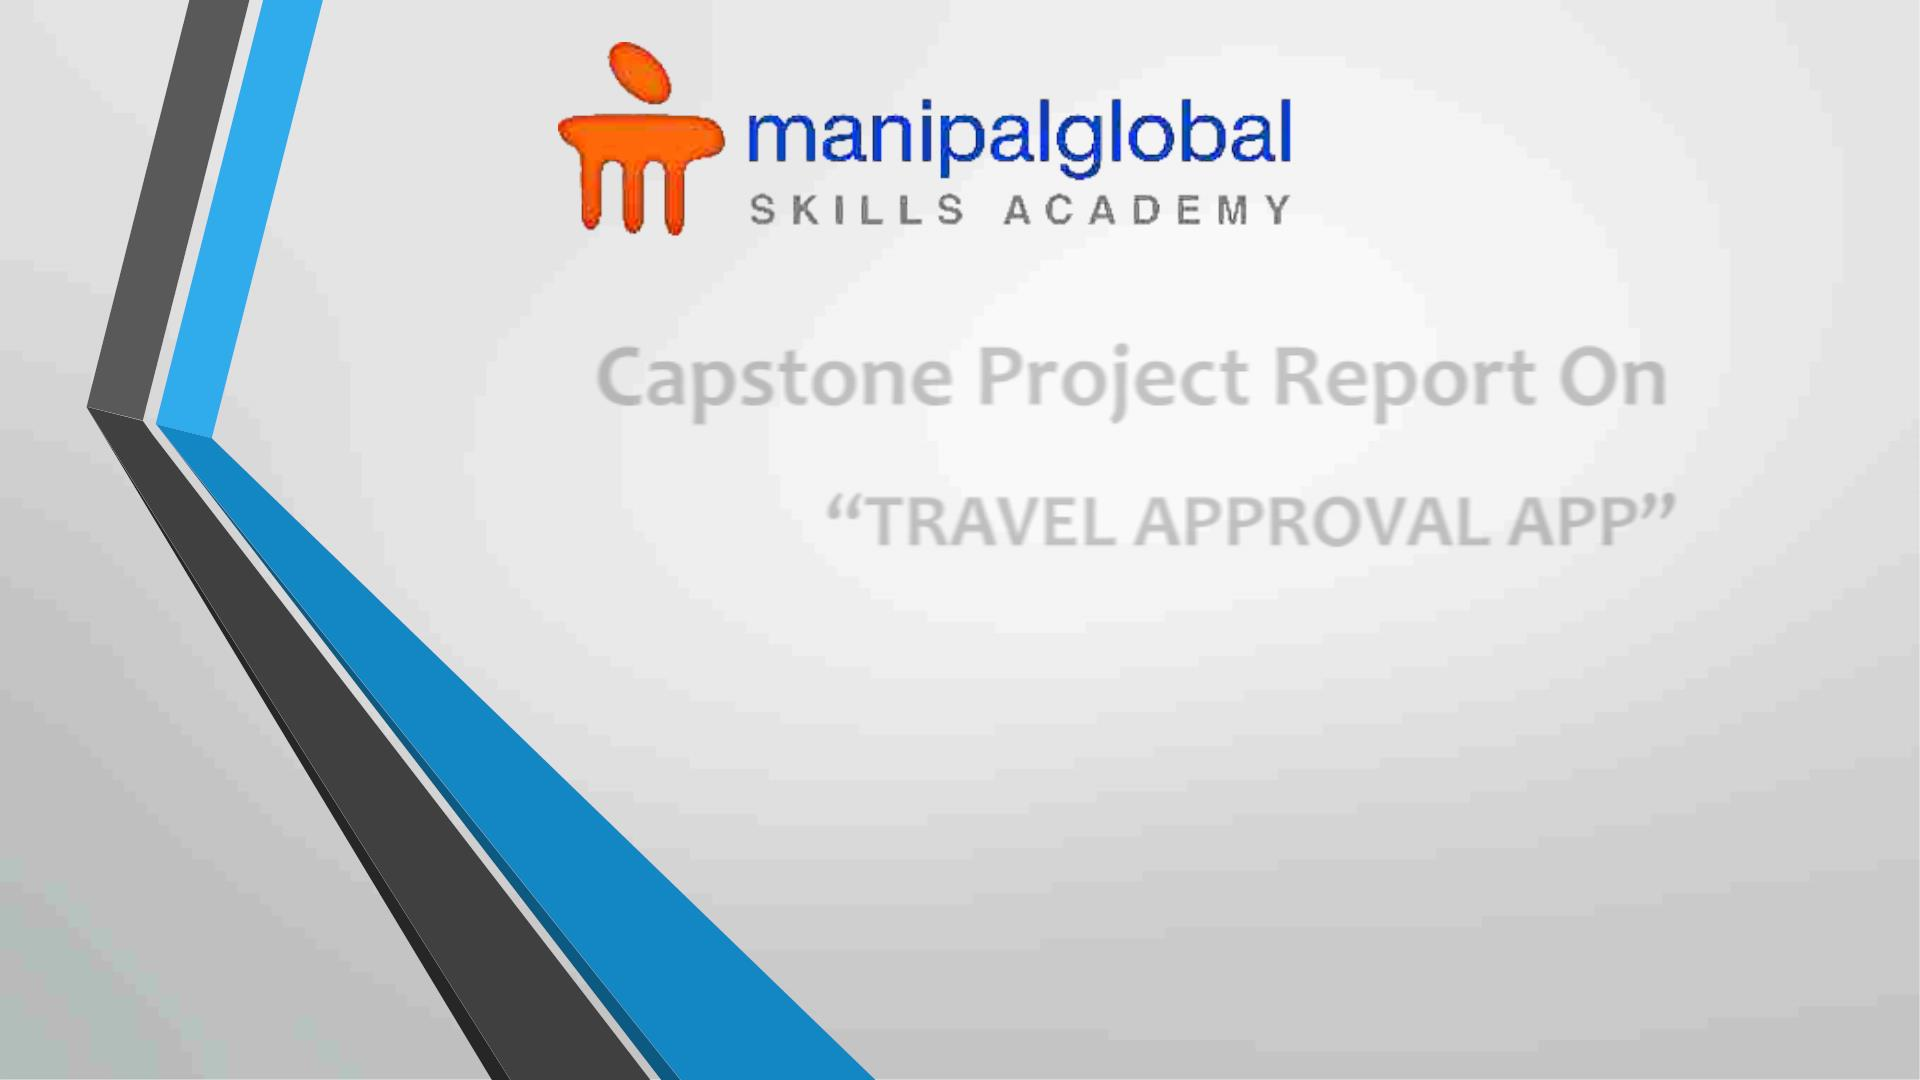 manipalglobal
SKILLS ACADEMY
Capstone Project Report On
“TRAVEL APPROVAL APP”